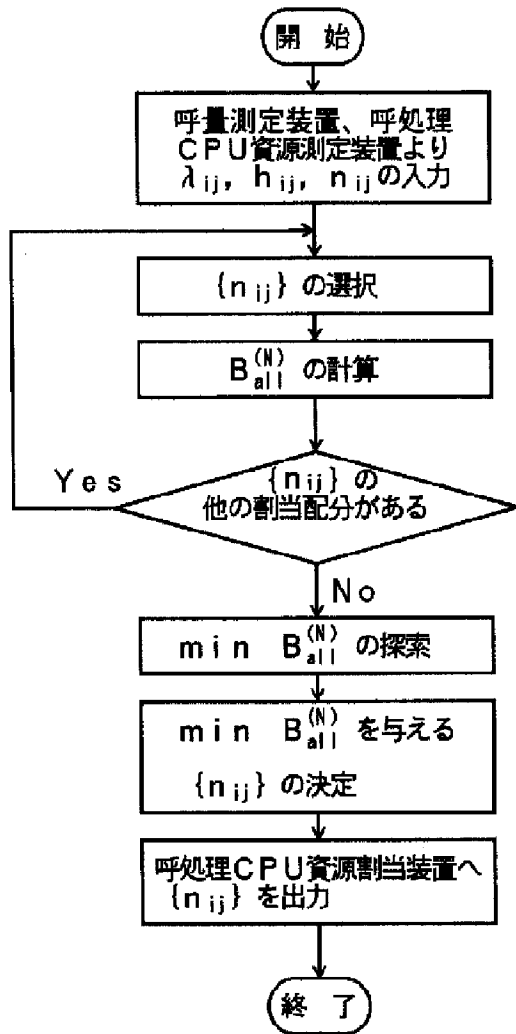 開 始
呼量測定装置、呼処理
CPU資源測定装置より
λij, hij, nijの入力
{nij} の選択
B(N)all の計算
{nij} の
他の割当配分がある
Yes
No
min B(N)all の探索
min B(N)all を与える
{nij} の決定
呼処理CPU資源割当装置へ
{nij} を出力
終 了